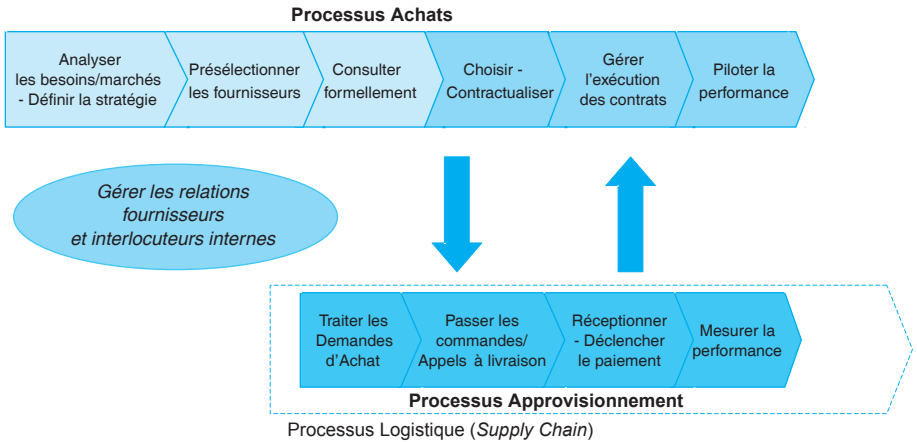 Processus Achats
Analyser
les besoins/marchés
- Définir la stratégie
Présélectionner
les fournisseurs
Consulter
formellement
Choisir -
Contractualiser
Gérer
l'exécution
des contrats
Piloter la
performance
Gérer les relations
fournisseurs
et interlocuteurs internes
Traiter les
Demandes
d'Achat
Passer les
commandes/
Appels à livraison
Réceptionner
- Déclencher
le paiement
Mesurer la
performance
Processus Approvisionnement
Processus Logistique (Supply Chain)